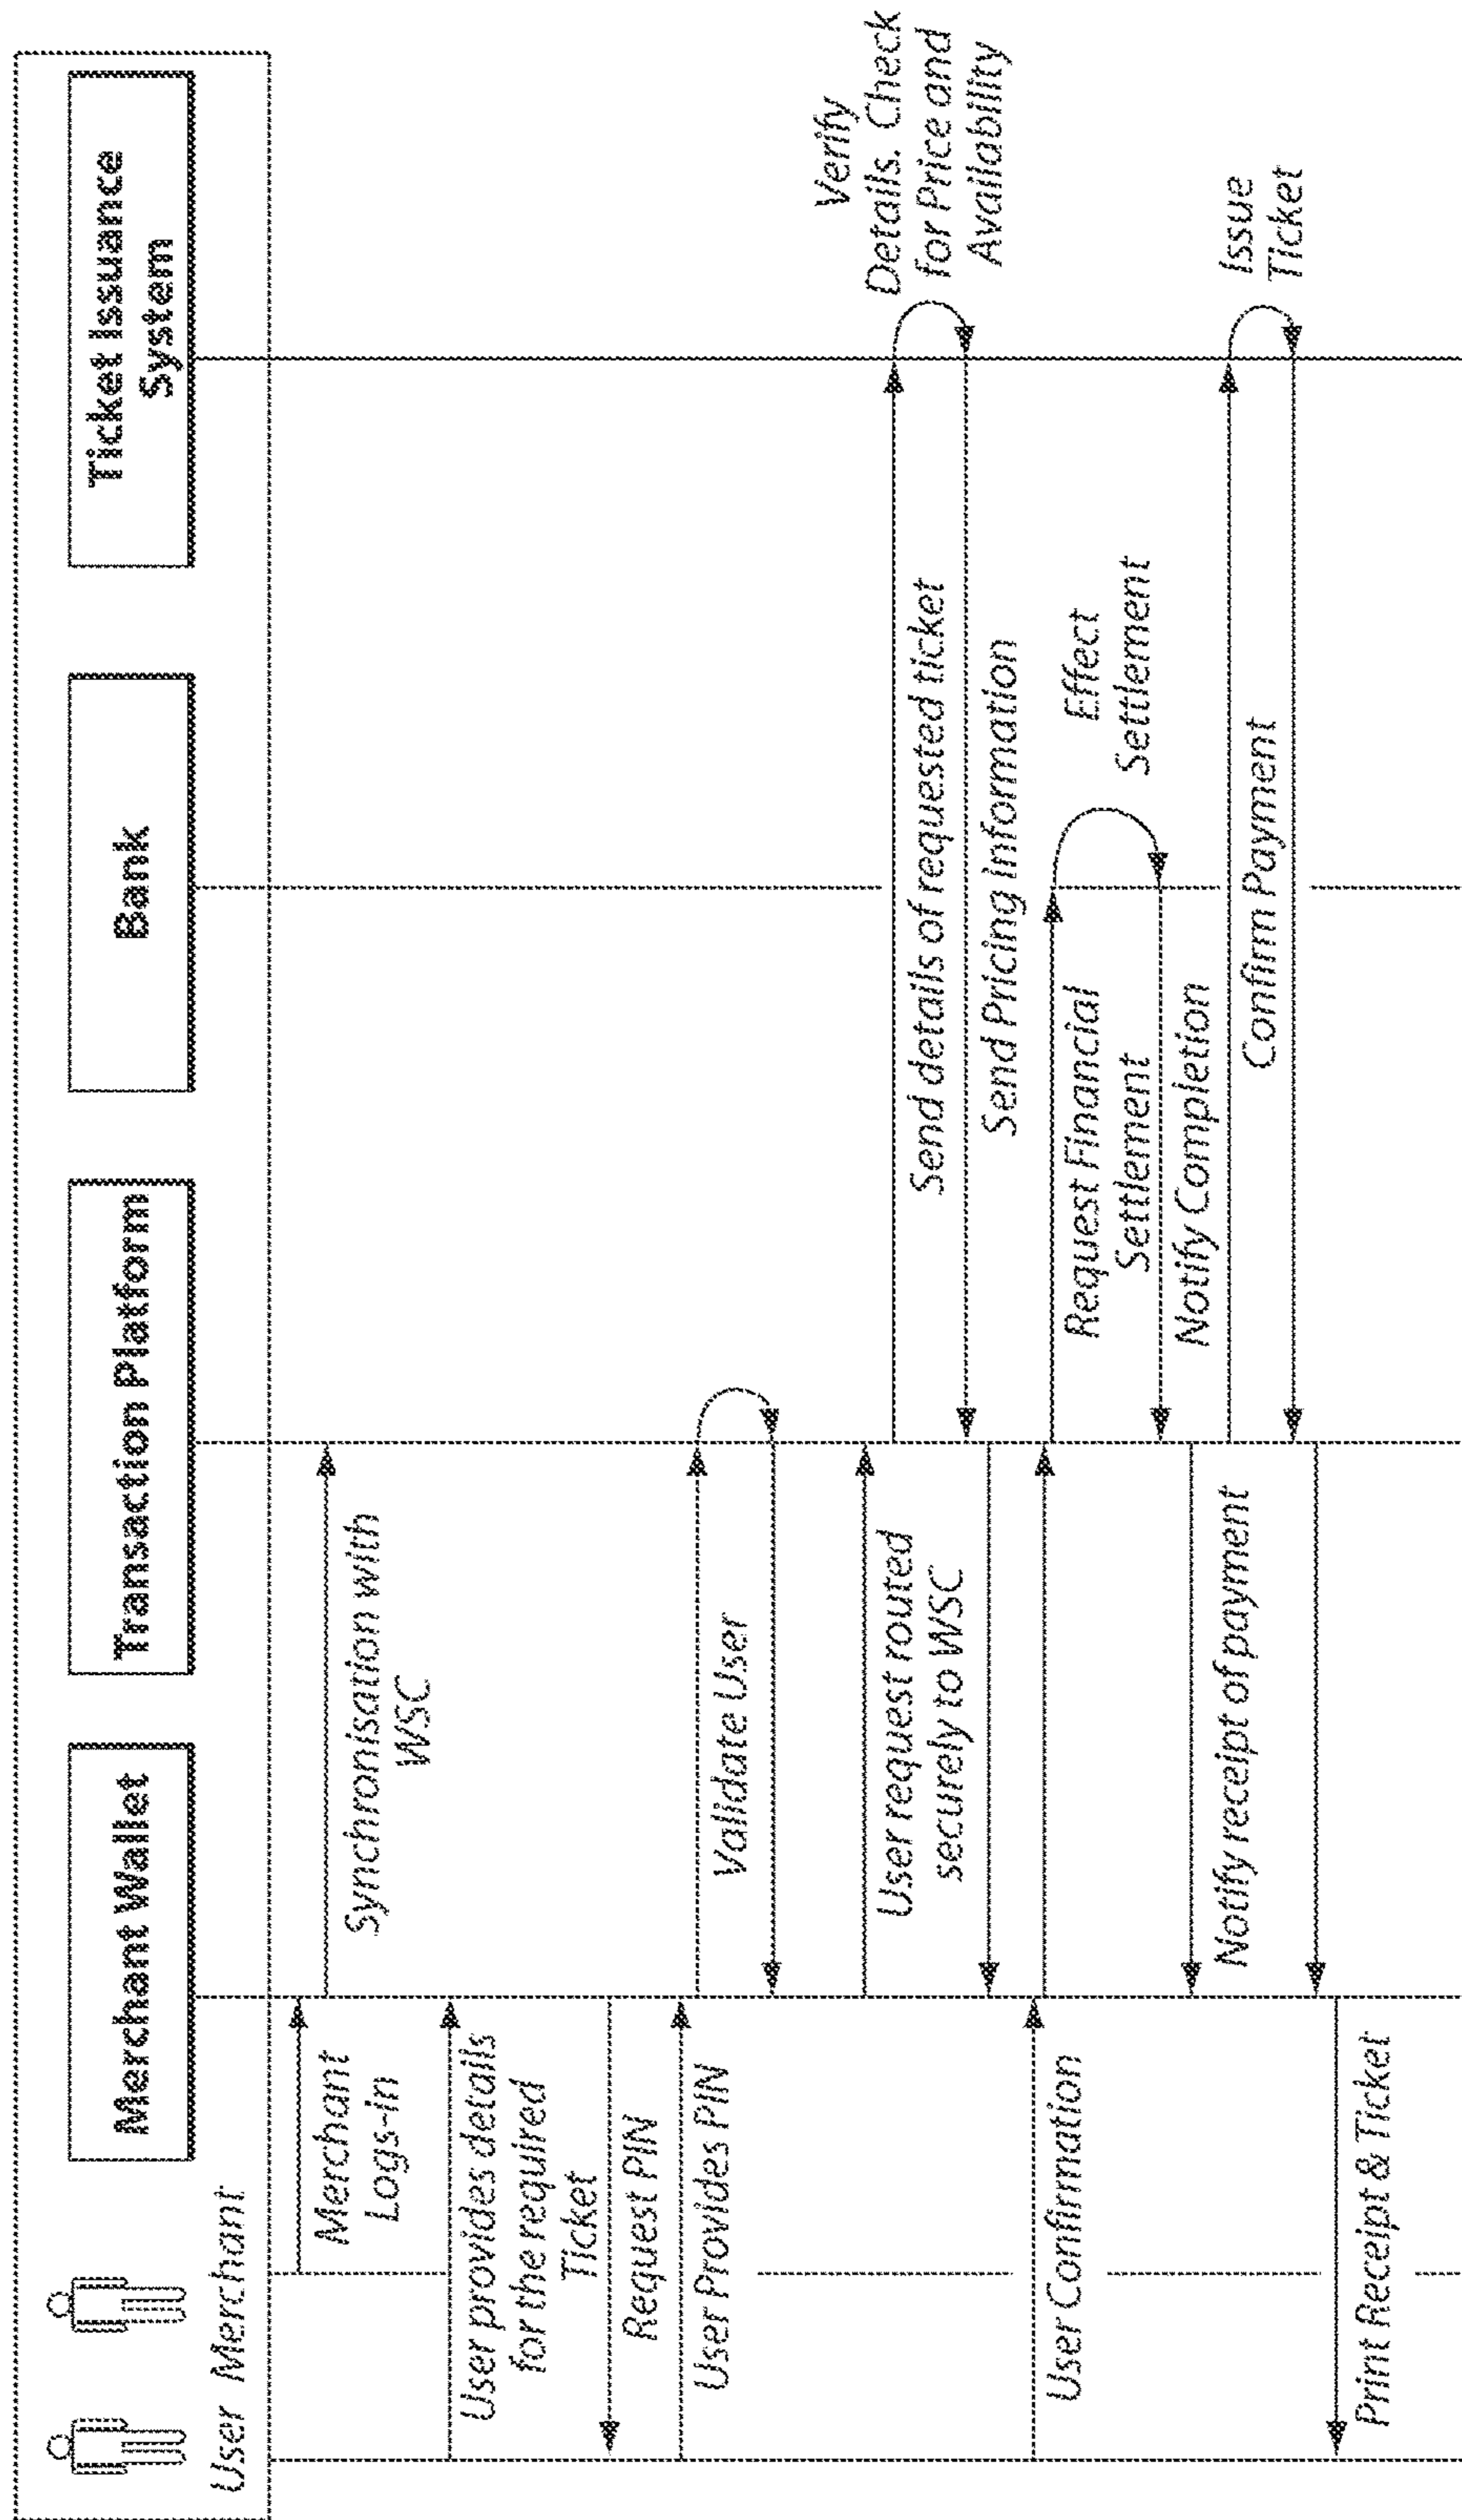 User Merchant
Merchant Wallet
Transaction Platform
Bank
Ticket Issuance
System
Merchant
Logs-in
Synchronisation with
WSC
User provides details
for the required
Ticket
Request PIN
User Provides PIN
Validate User
User request routed
securely to WSC
Send details of requested ticket
Verify
Details. Check
for Price and
Availability
Send Pricing Information
User Confirmation
Request Financial
Settlement
Effect
Settlement
Notify Completion
Notify receipt of payment
Confirm Payment
Issue
Ticket
Print Receipt & Ticket